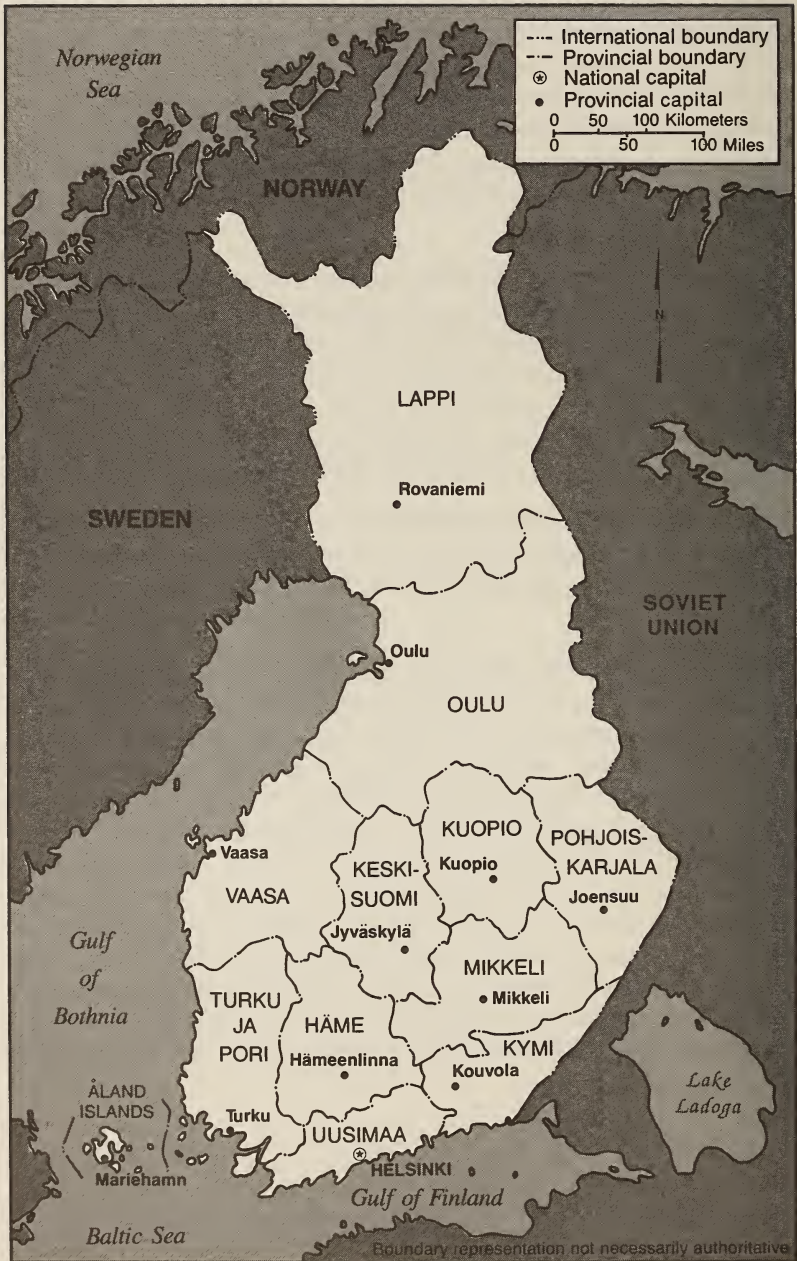 Norwegian
Sea
International boundary
Provincial boundary
National capital
Provincial capital
0 50 100 Kilometers
0 50 100 Miles
NORWAY
N
LAPPI
Rovaniemi
SWEDEN
SOVIET
UNION
Oulu
OULU
Vaasa
VAASA
KESKI-
SUOMI
Jyväskylä
KUOPIO
Kuopio
POHJOIS-
KARJALA
Joensuu
Gulf
of
Bothnia
MIKKELI
Mikkeli
TURKU
JA
PORI
HÄME
Hämeenlinna
KYMI
Kouvola
Lake
Ladoga
ÅLAND
ISLANDS
Mariehamn
Turku
UUSIMAA
HELSINKI
Gulf of Finland
Baltic Sea
Boundary representation not necessarily authoritative